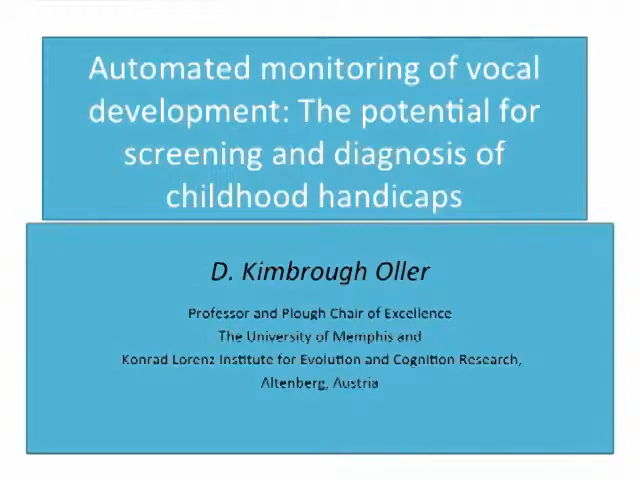 Automated monitoring of vocal
development: The potential for
screening and diagnosis of
childhood handicaps
D. Kimbrough Oller
Professor and Plough Chair of Excellence
The University of Memphis and
Konrad Lorenz Institute for Evolution and Cognition Research,
Altenberg, Austria